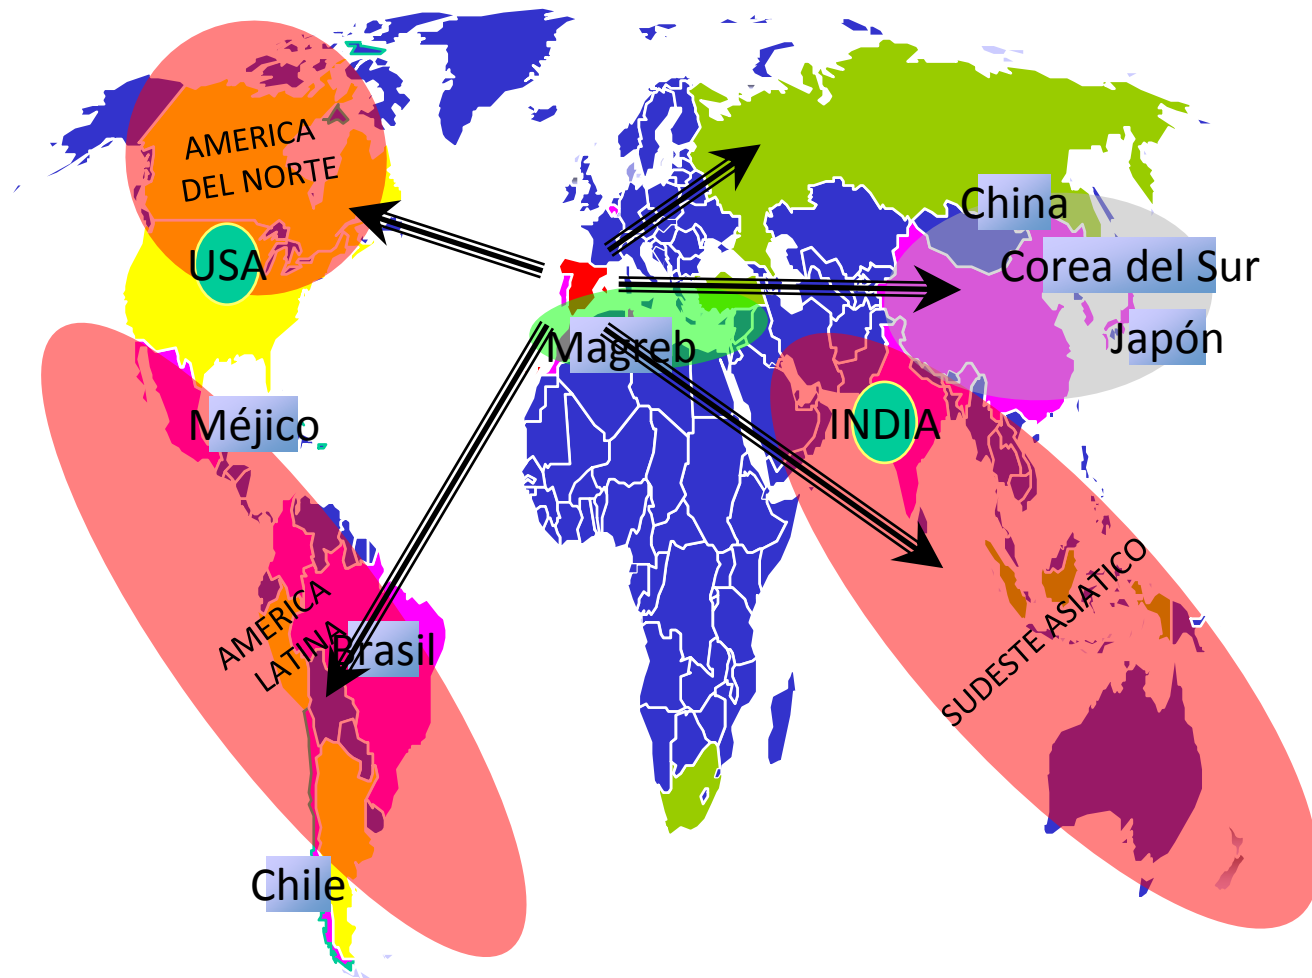 AMERICA
DEL NORTE
USA
China
Corea del Sur
Japón
Magreb
Méjico
INDIA
AMERICA
LATINA
Brasil
SUDESTE ASIATICO
Chile